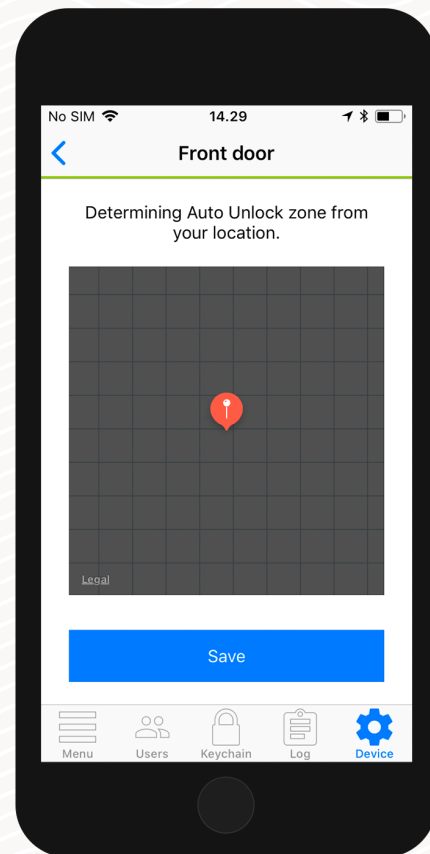 No SIM 14.29
Front door
Determining Auto Unlock zone from
your location.
Legal
Save
Menu Users Keychain Log Device